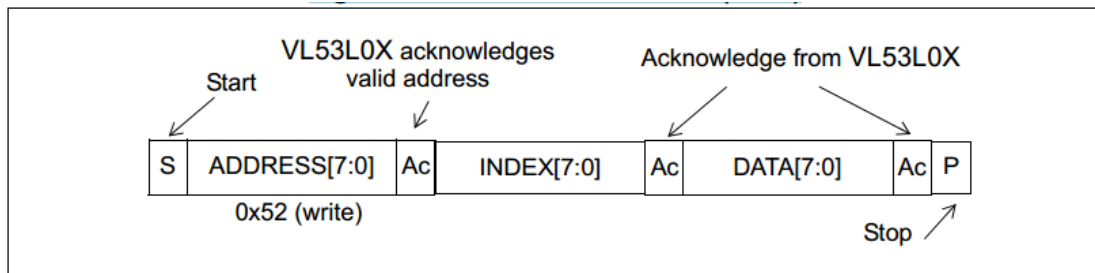 VL53L0X acknowledges
valid address
Acknowledge from VL53L0X
Start
S ADDRESS[7:0] Ac INDEX[7:0] Ac DATA[7:0] Ac P
0x52 (write)
Stop